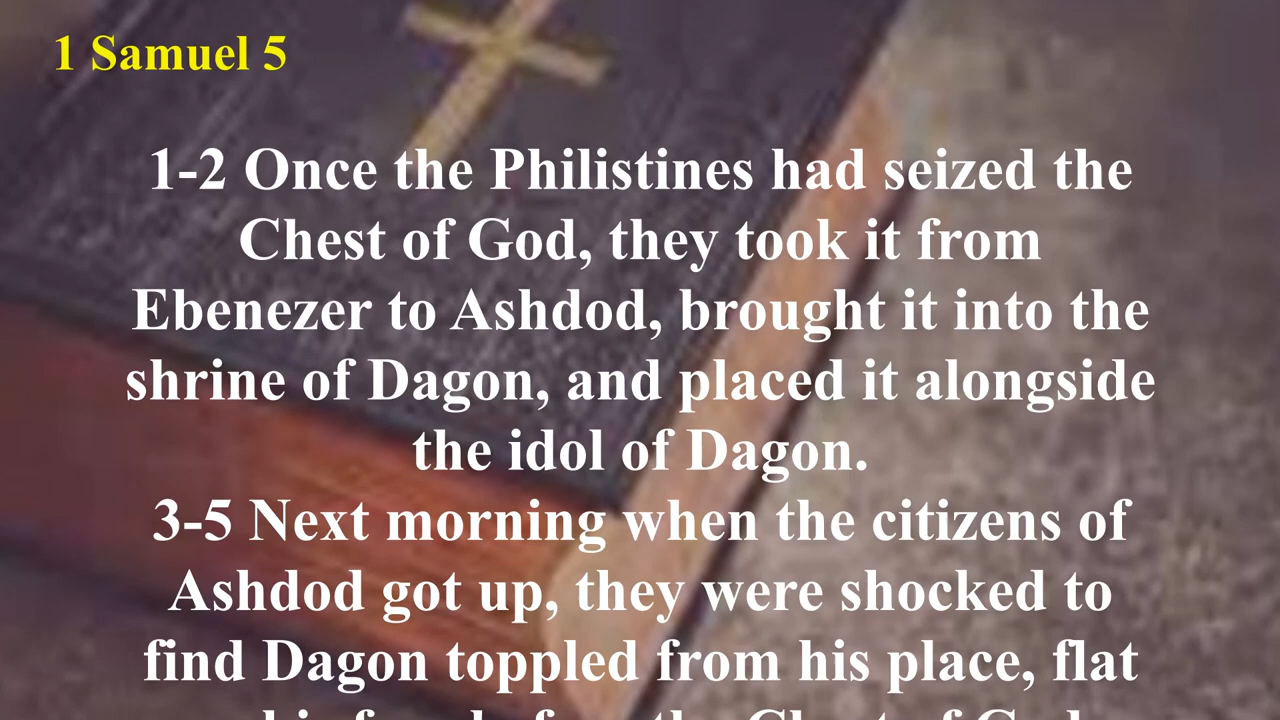 1 Samuel 5
1-2 Once the Philistines had seized the
Chest of God, they took it from
Ebenezer to Ashdod, brought it into the
shrine of Dagon, and placed it alongside
the idol of Dagon.
3-5 Next morning when the citizens of
Ashdod got up, they were shocked to
find Dagon toppled from his place, flat